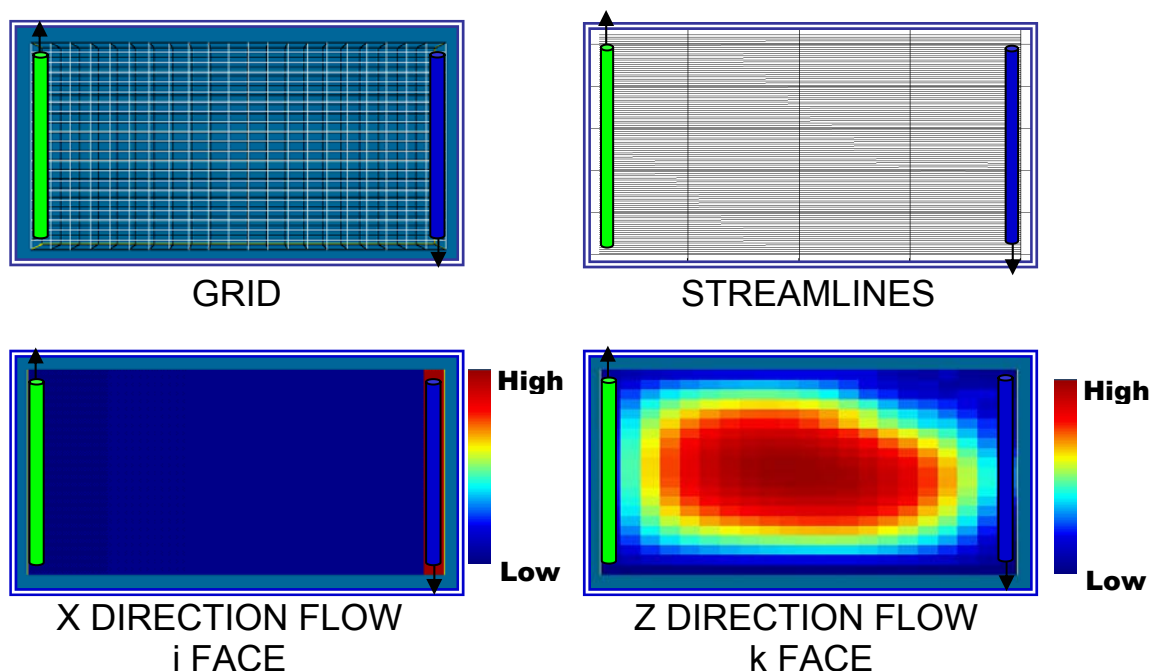 GRID
STREAMLINES
High
Low
X DIRECTION FLOW
i FACE
High
Low
Z DIRECTION FLOW
k FACE